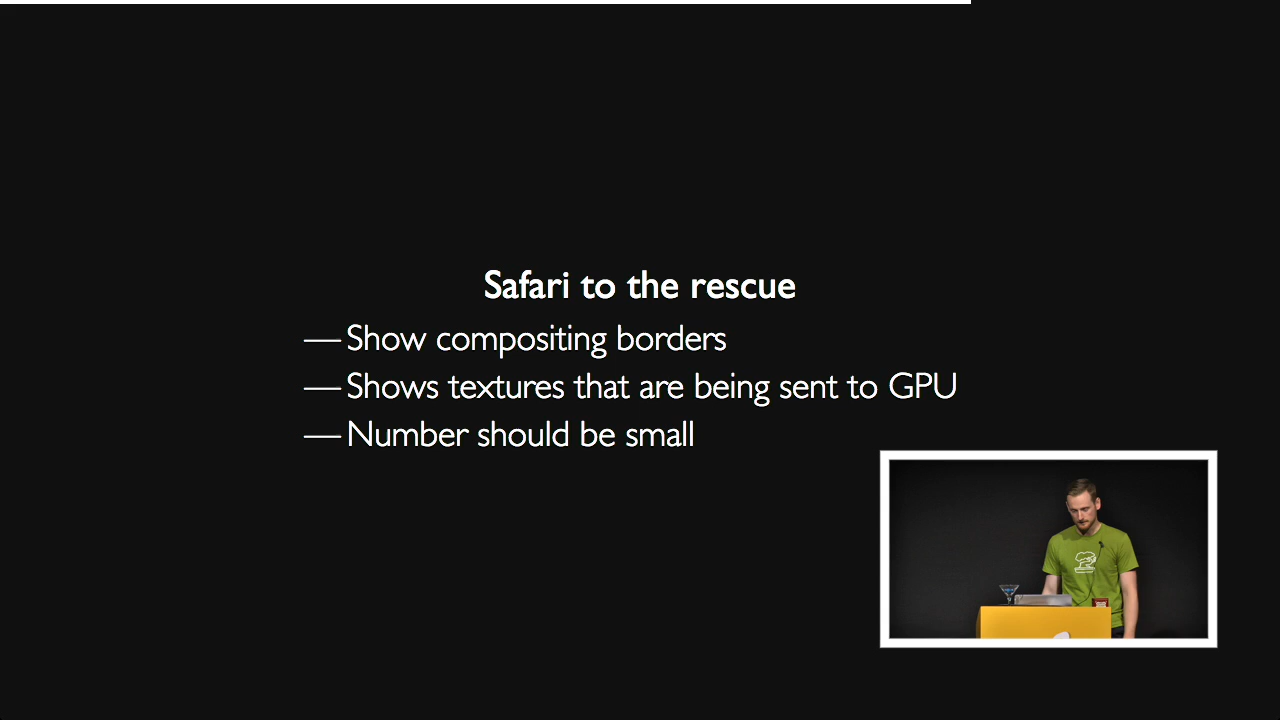 Safari to the rescue
— Show compositing borders
— Shows textures that are being sent to GPU
— Number should be small